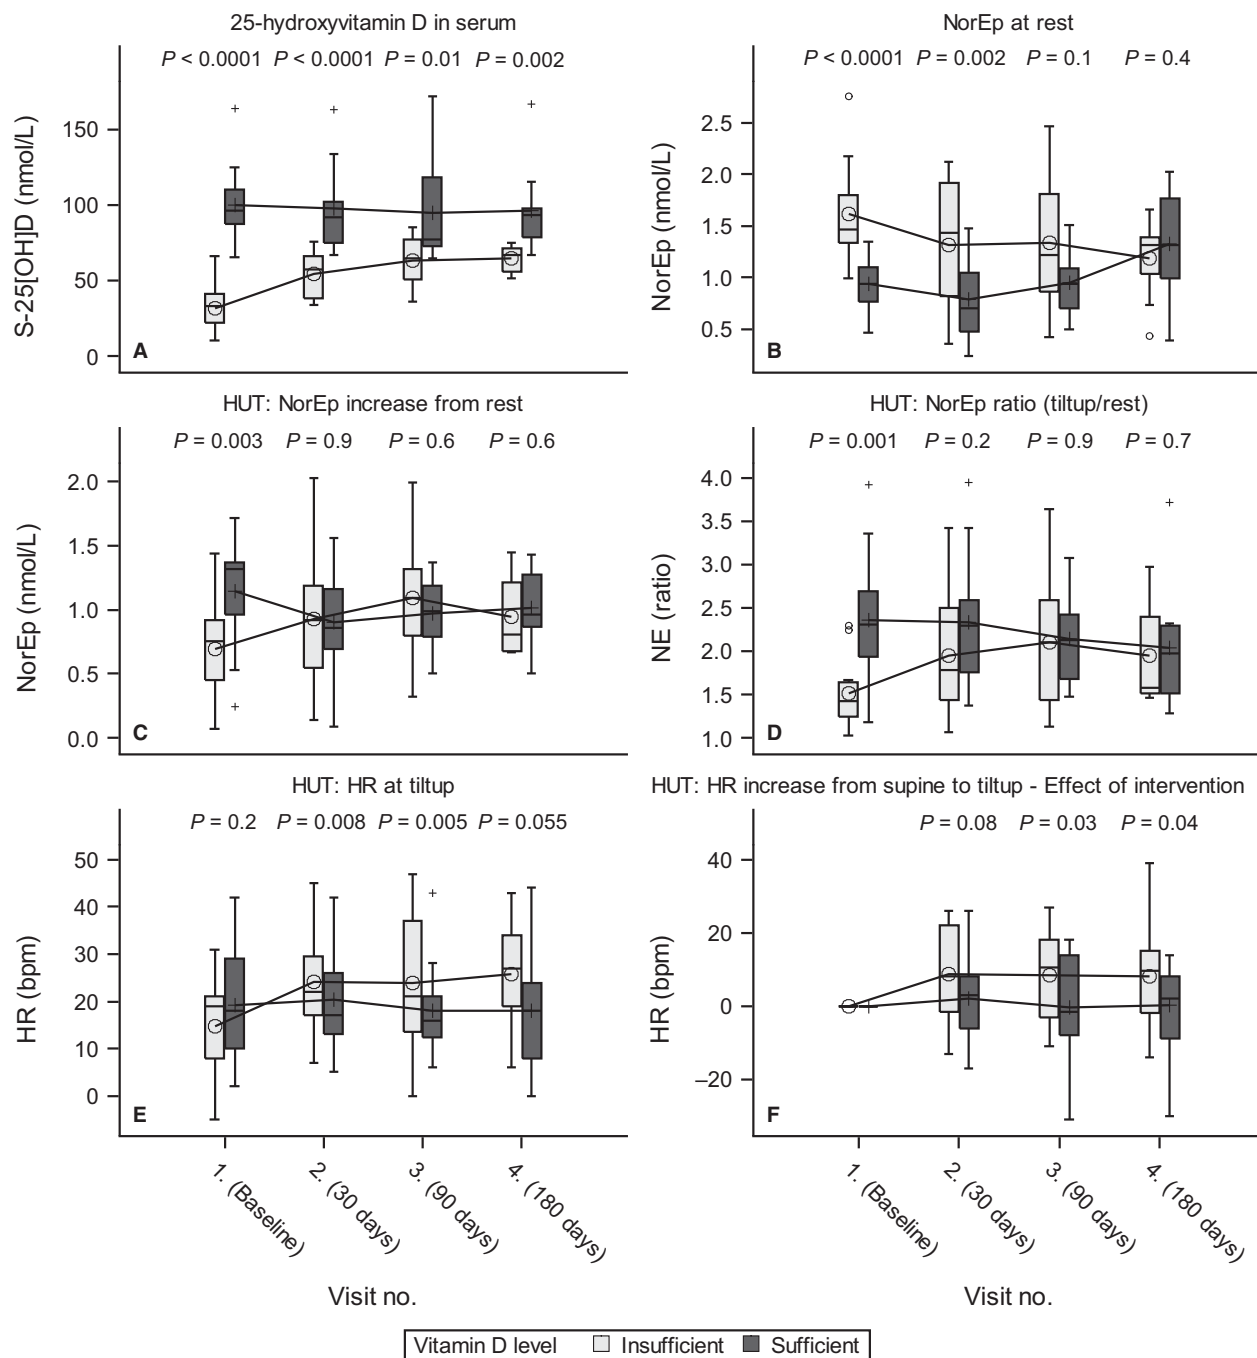 25-hydroxyvitamin D in serum
P < 0.0001 P < 0.0001 P = 0.01 P = 0.002
S-25[OH]D (nmol/L)
150
100
50
0
A
NorEp at rest
P < 0.0001 P = 0.002 P = 0.1 P = 0.4
NorEp (nmol/L)
2.5
2.0
1.5
1.0
0.5
B
HUT: NorEp increase from rest
P = 0.003 P = 0.9 P = 0.6 P = 0.6
NorEp (nmol/L)
2.0
1.5
1.0
0.5
0.0
C
HUT: NorEp ratio (tiltup/rest)
P = 0.001 P = 0.2 P = 0.9 P = 0.7
NE (ratio)
4.0
3.5
3.0
2.5
2.0
1.5
1.0
D
HUT: HR at tiltup
P = 0.2 P = 0.008 P = 0.005 P = 0.055
HR (bpm)
50
40
30
20
10
0
E
1. (Baseline)
2. (30 days)
3. (90 days)
4. (180 days)
Visit no.
HUT: HR increase from supine to tiltup - Effect of intervention
P = 0.08 P = 0.03 P = 0.04
HR (bpm)
40
20
0
–20
F
1. (Baseline)
2. (30 days)
3. (90 days)
4. (180 days)
Visit no.
Vitamin D level Insufficient Sufficient